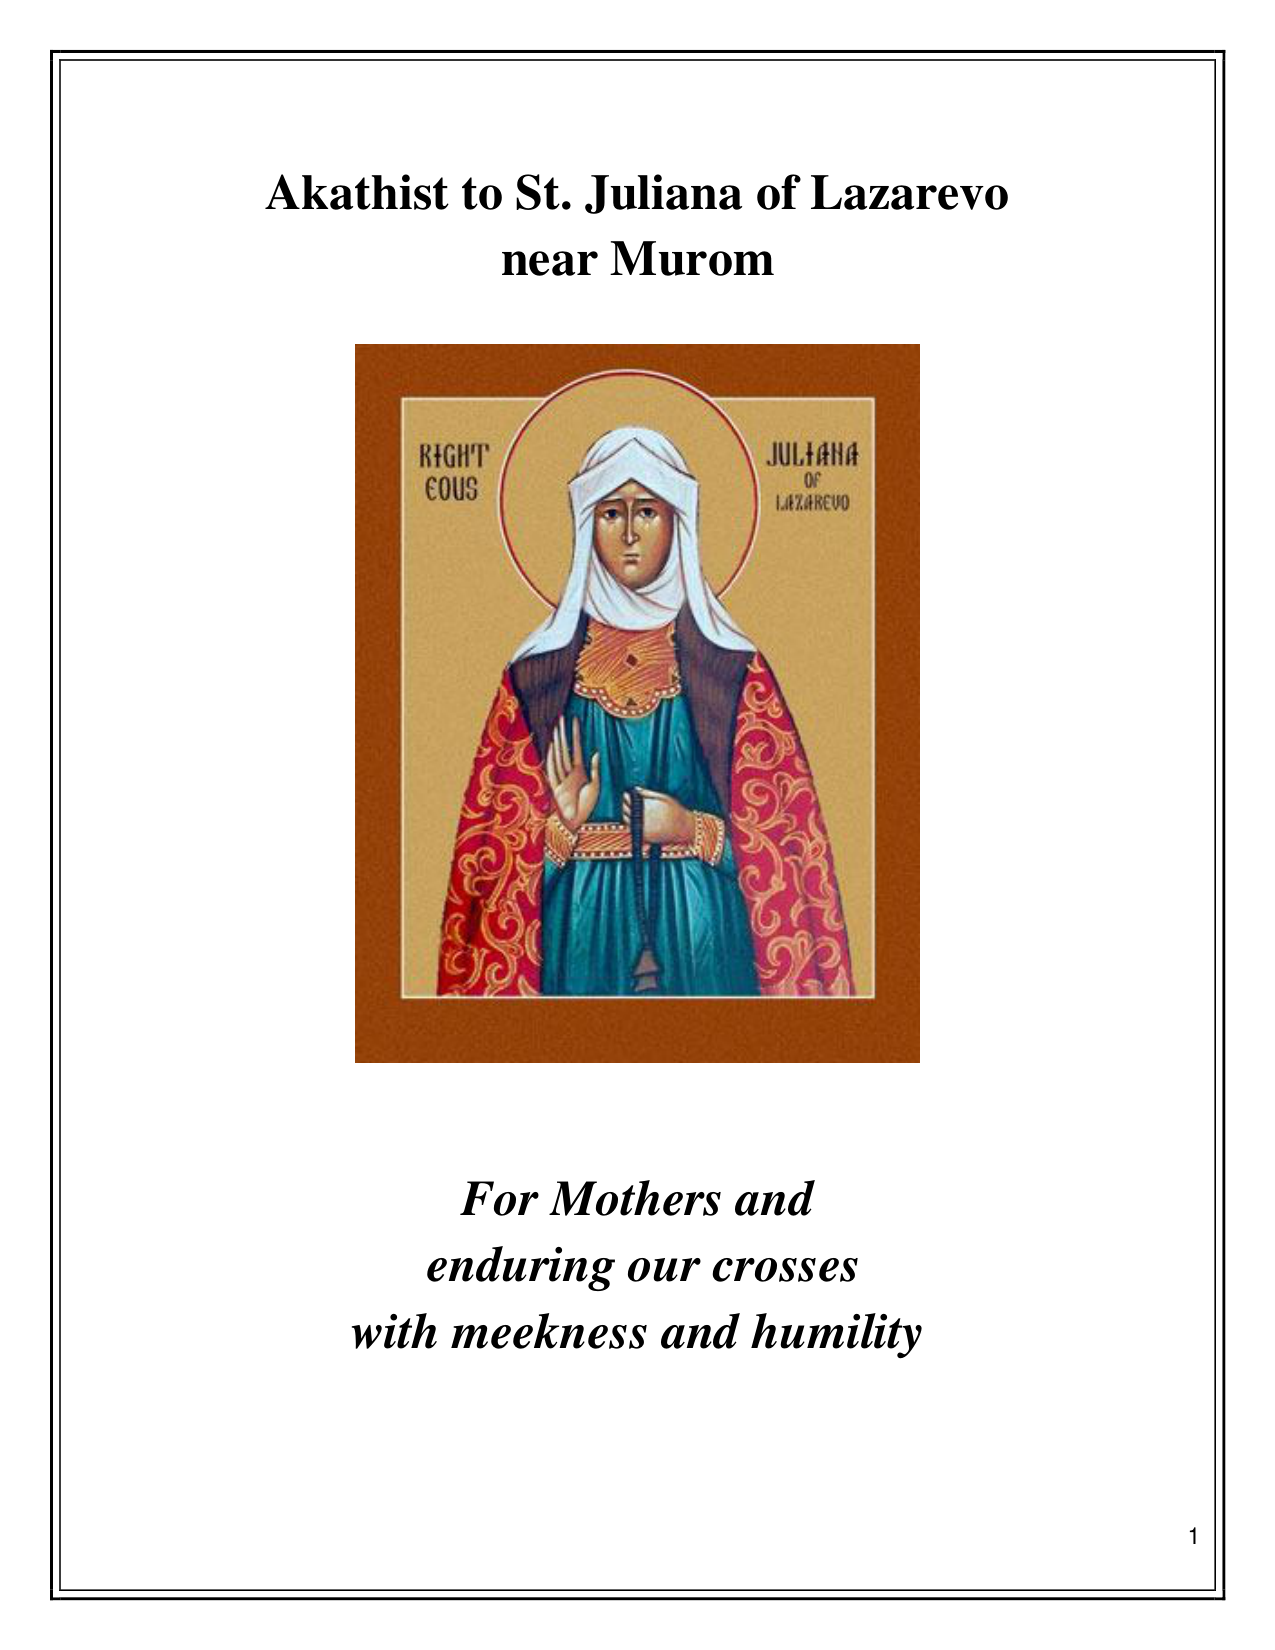 Akathist to St. Juliana of Lazarevo
near Murom
RIGHT
EOUS
JULIANA
OF
LAZAREVO
For Mothers and
enduring our crosses
with meekness and humility
1